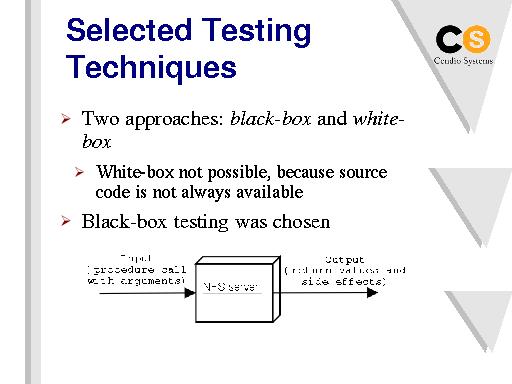 Selected Testing
Techniques
CS
Cendio Systems
Two approaches: black-box and white-
box
White-box not possible, because source
code is not always available
Black-box testing was chosen
Input
(procedure call
with arguments)
NFS server
Output
(return values and
side effects)